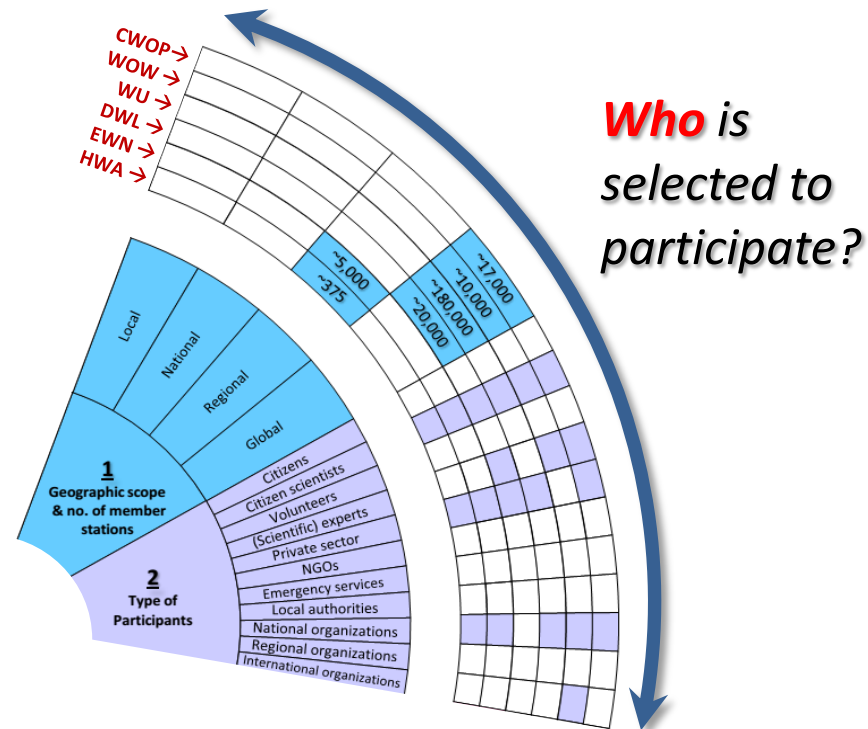 CWOP→
WOW →
WU →
DWL →
EWN →
HWA →
Who is
selected to
participate?
~5,000
~375
~17,000
~10,000
~180,000
~20,000
Local
National
Regional
Global
1
Geographic scope
& no. of member
stations
Citizens
Citizen scientists
Volunteers
(Scientific) experts
Private sector
NGOs
Emergency services
Local authorities
National organizations
Regional organizations
International organizations
2
Type of
Participants